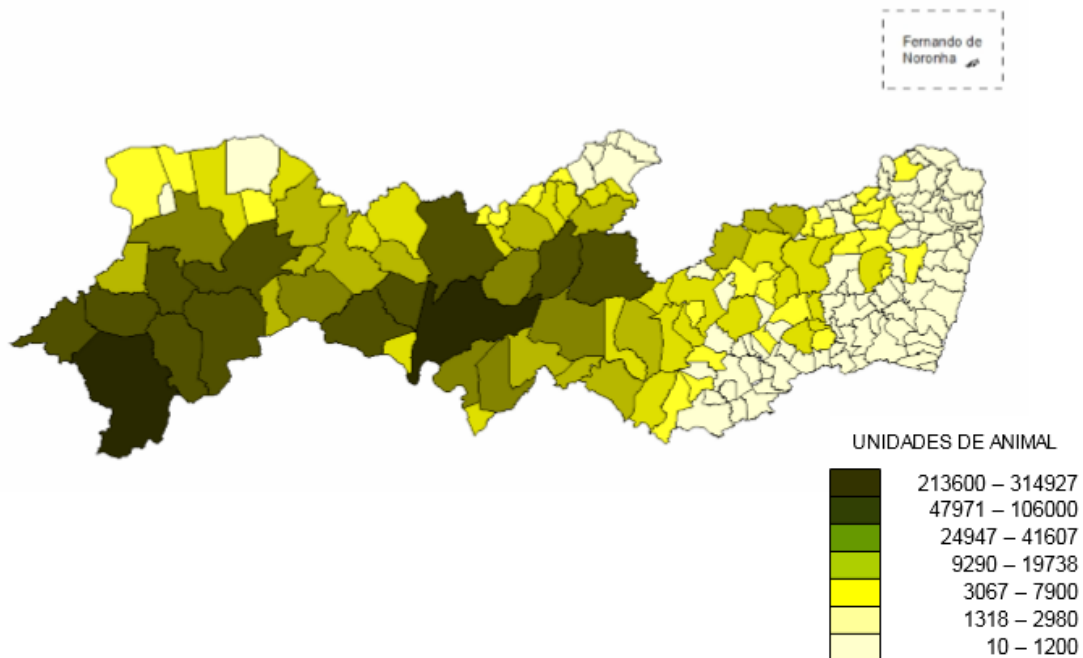 Fernando de
Noronha
UNIDADES DE ANIMAL
213600 – 314927
47971 – 106000
24947 – 41607
9290 – 19738
3067 – 7900
1318 – 2980
10 – 1200